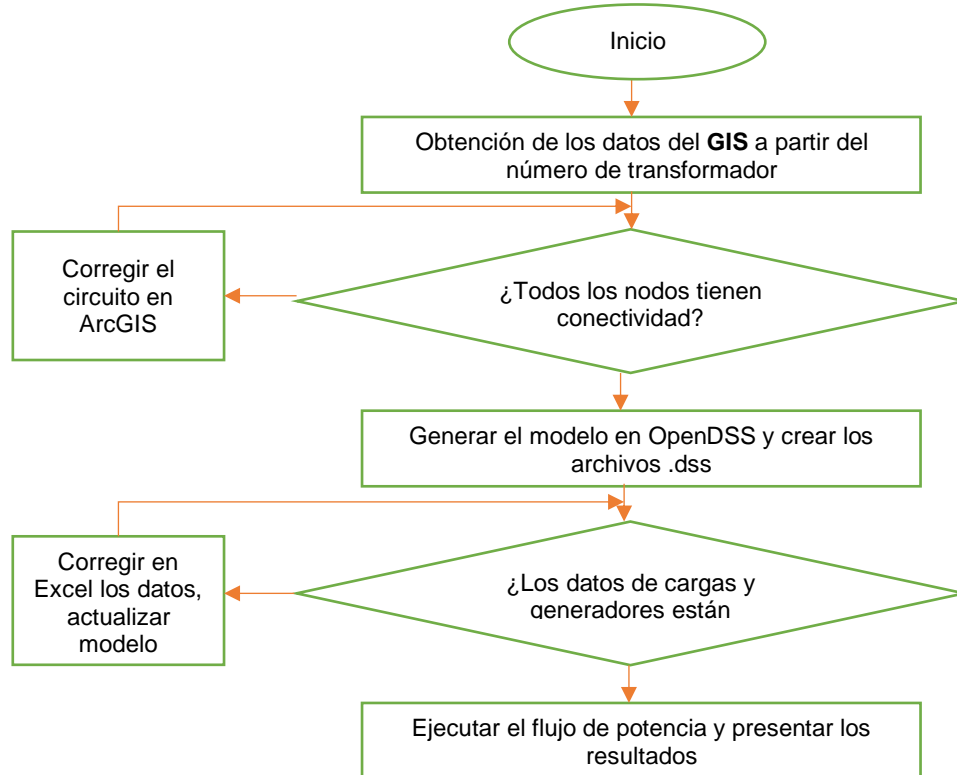 Inicio
Obtención de los datos del GIS a partir del
número de transformador
Corregir el
circuito en
ArcGIS
¿Todos los nodos tienen
conectividad?
Generar el modelo en OpenDSS y crear los
archivos .dss
Corregir en
Excel los datos,
actualizar
modelo
¿Los datos de cargas y
generadores están
Ejecutar el flujo de potencia y presentar los
resultados